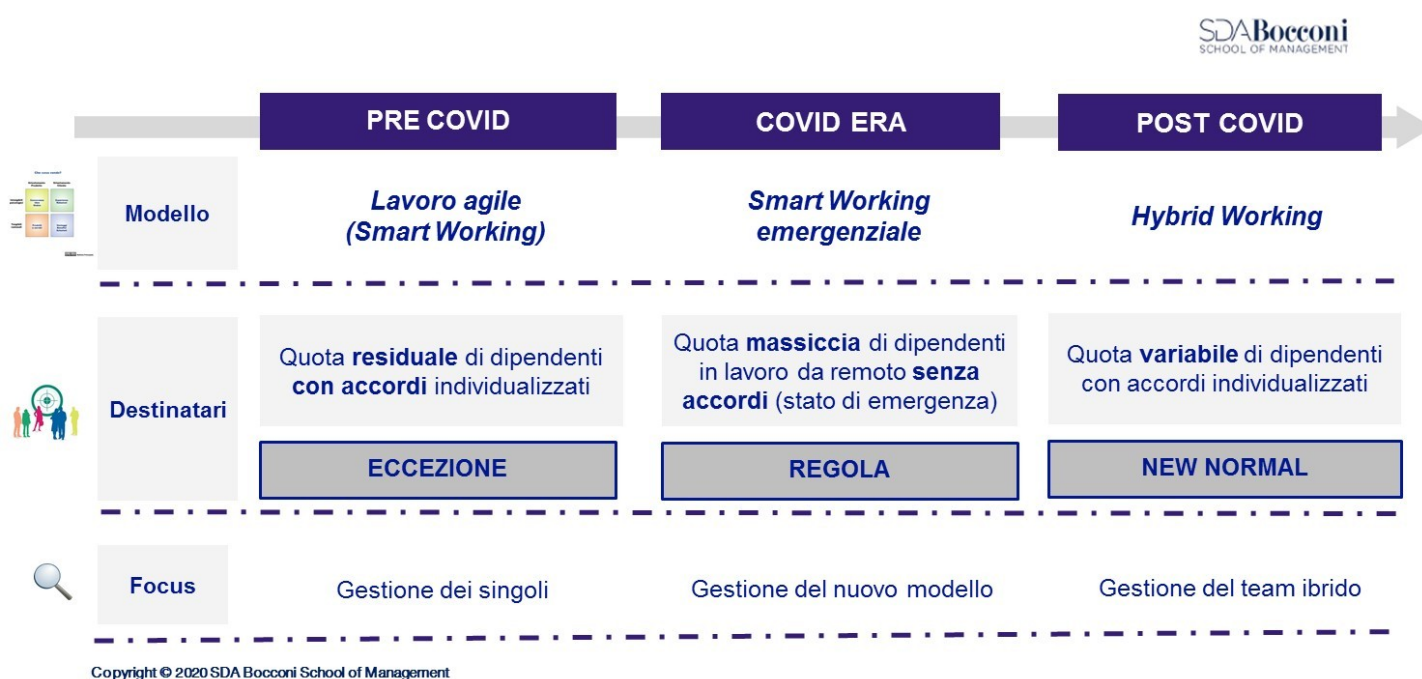 SDA Bocconi
SCHOOL OF MANAGEMENT
PRE COVID
COVID ERA
POST COVID
Modello
Lavoro agile
(Smart Working)
Smart Working
emergenziale
Hybrid Working
Destinatari
Quota residuale di dipendenti
con accordi individualizzati
Quota massiccia di dipendenti
in lavoro da remoto senza
accordi (stato di emergenza)
Quota variabile di dipendenti
con accordi individualizzati
ECCEZIONE
REGOLA
NEW NORMAL
Focus
Gestione dei singoli
Gestione del nuovo modello
Gestione del team ibrido
Copyright © 2020 SDA Bocconi School of Management